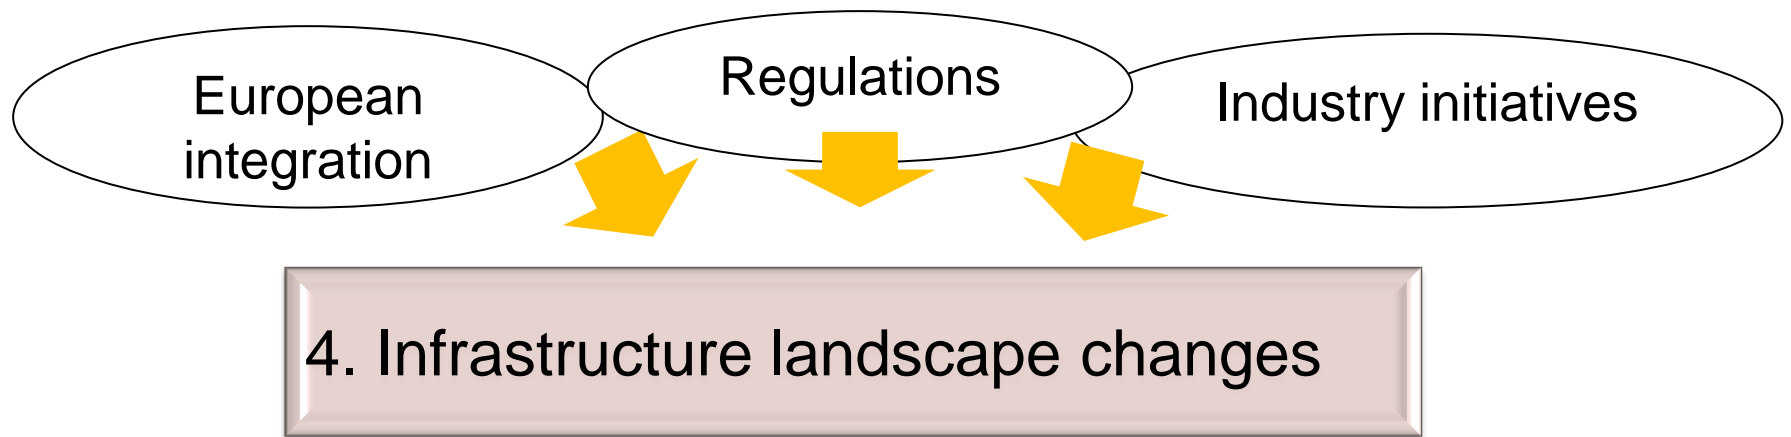 European
integration
Regulations
Industry initiatives
4. Infrastructure landscape changes